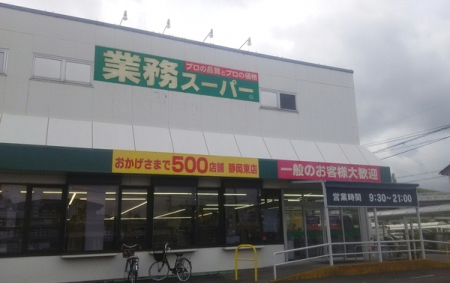 プロの品質とプロの価格
業務スーパー
おかげさまで500店舗 静岡東店
一般のお客様大歓迎
営業時間 9:30~21:00